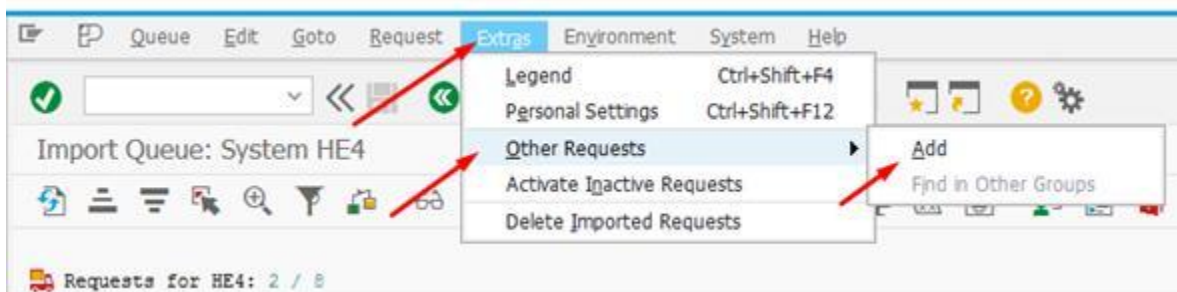 Queue Edit Goto Request Extras Environment System Help
Legend Ctrl+Shift+F4
Personal Settings Ctrl+Shift+F12
Import Queue: System HE4
Other Requests
Add
Activate Inactive Requests
Find in Other Groups
Delete Imported Requests
Requests for HE4: 2 / 8